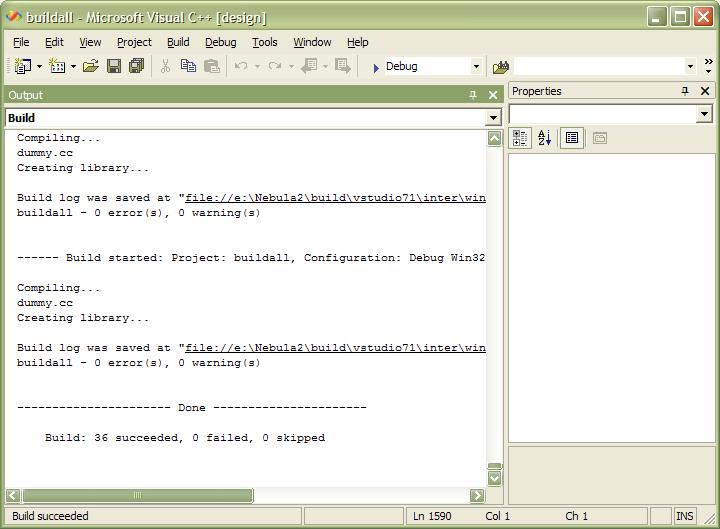 buildall - Microsoft Visual C++ [design]
File Edit View Project Build Debug Tools Window Help
Debug
Output
Properties
Build
Compiling...
dummy.cc
Creating library...
Build log was saved at "file://e:\Nebula2\build\vstudio71\inter\win
buildall - 0 error(s), 0 warning(s)
------ Build started: Project: buildall, Configuration: Debug Win32
Compiling...
dummy.cc
Creating library...
Build log was saved at "file://e:\Nebula2\build\vstudio71\inter\win
buildall - 0 error(s), 0 warning(s)
---------------------- Done ----------------------
Build: 36 succeeded, 0 failed, 0 skipped
Build succeeded Ln 1590 Col 1 Ch 1 INS